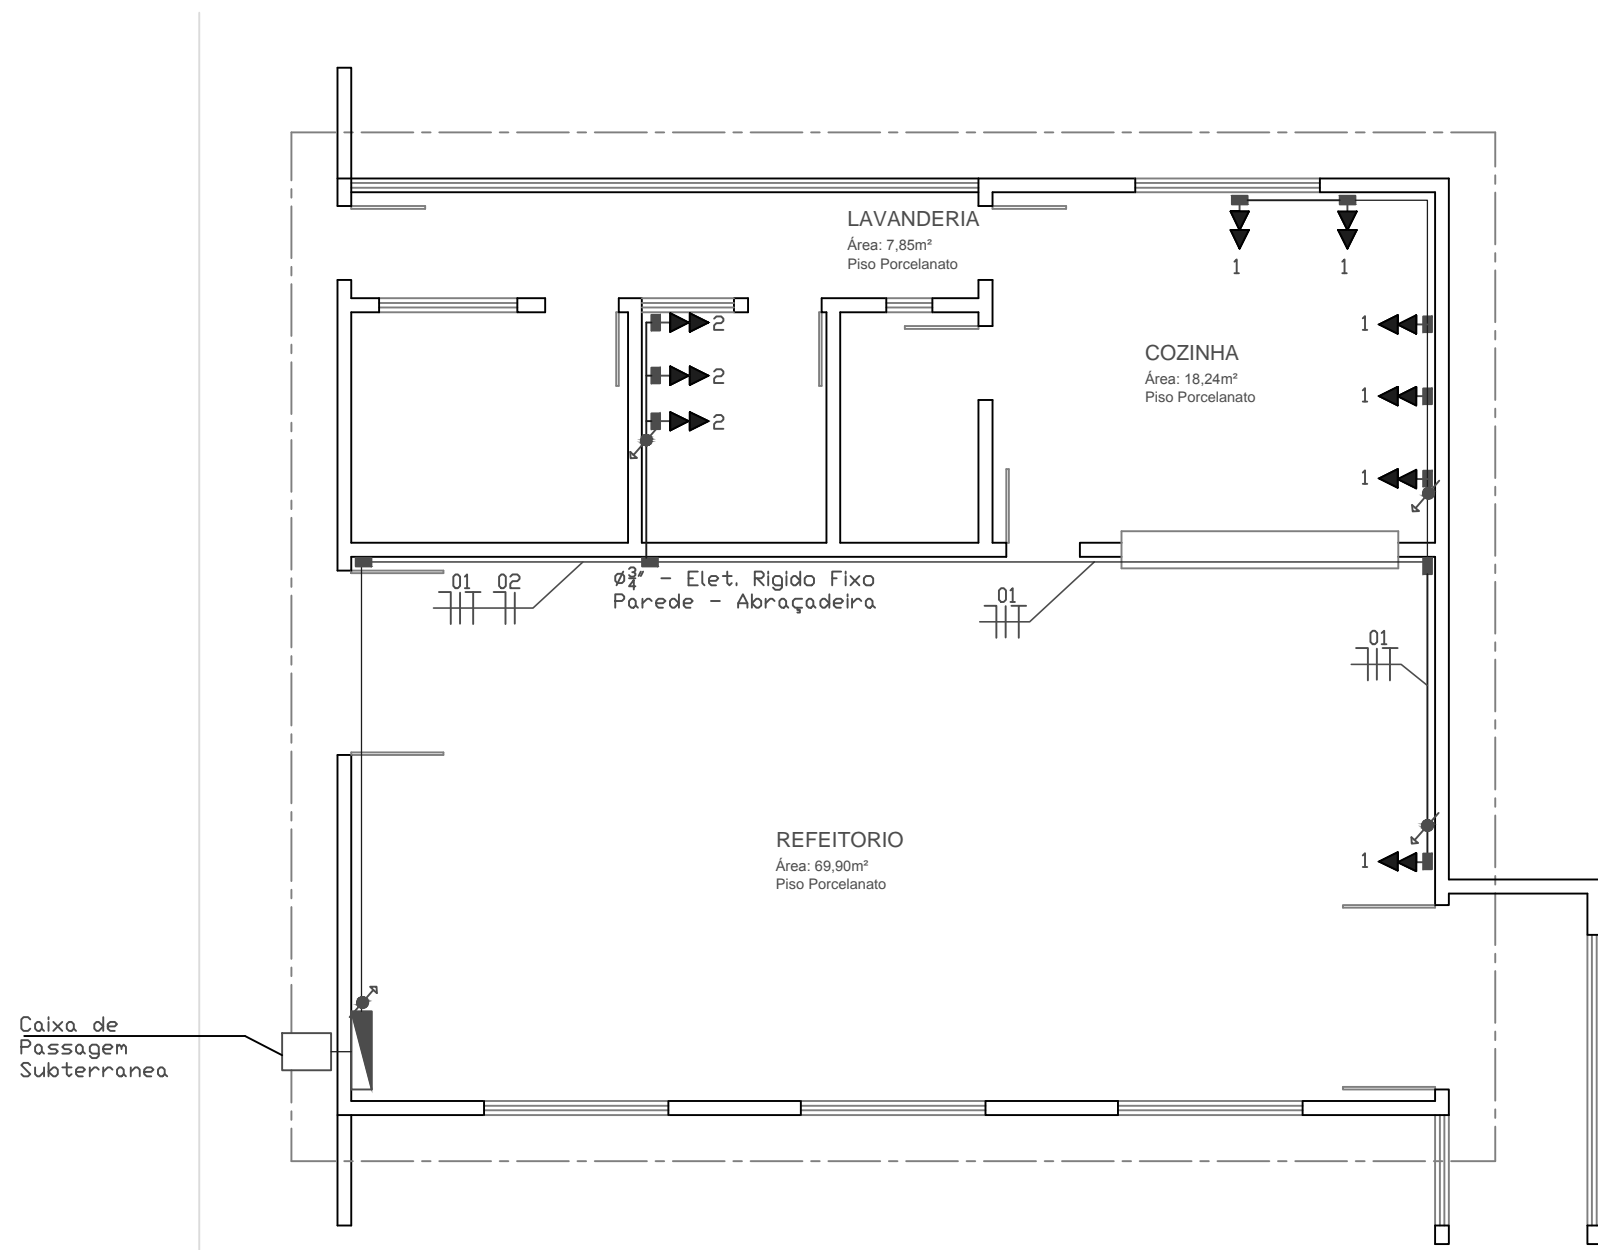 LAVANDERIA
Área: 7,85m²
Piso Porcelanato
1 1
2
1
COZINHA
Área: 18,24m²
Piso Porcelanato
2
1
2
1
Ø3/4" - Elet. Rigido Fixo
Parede - Abraçadeira
01 02
01
01
REFEITORIO
Área: 69,90m²
Piso Porcelanato
1
Caixa de
Passagem
Subterranea